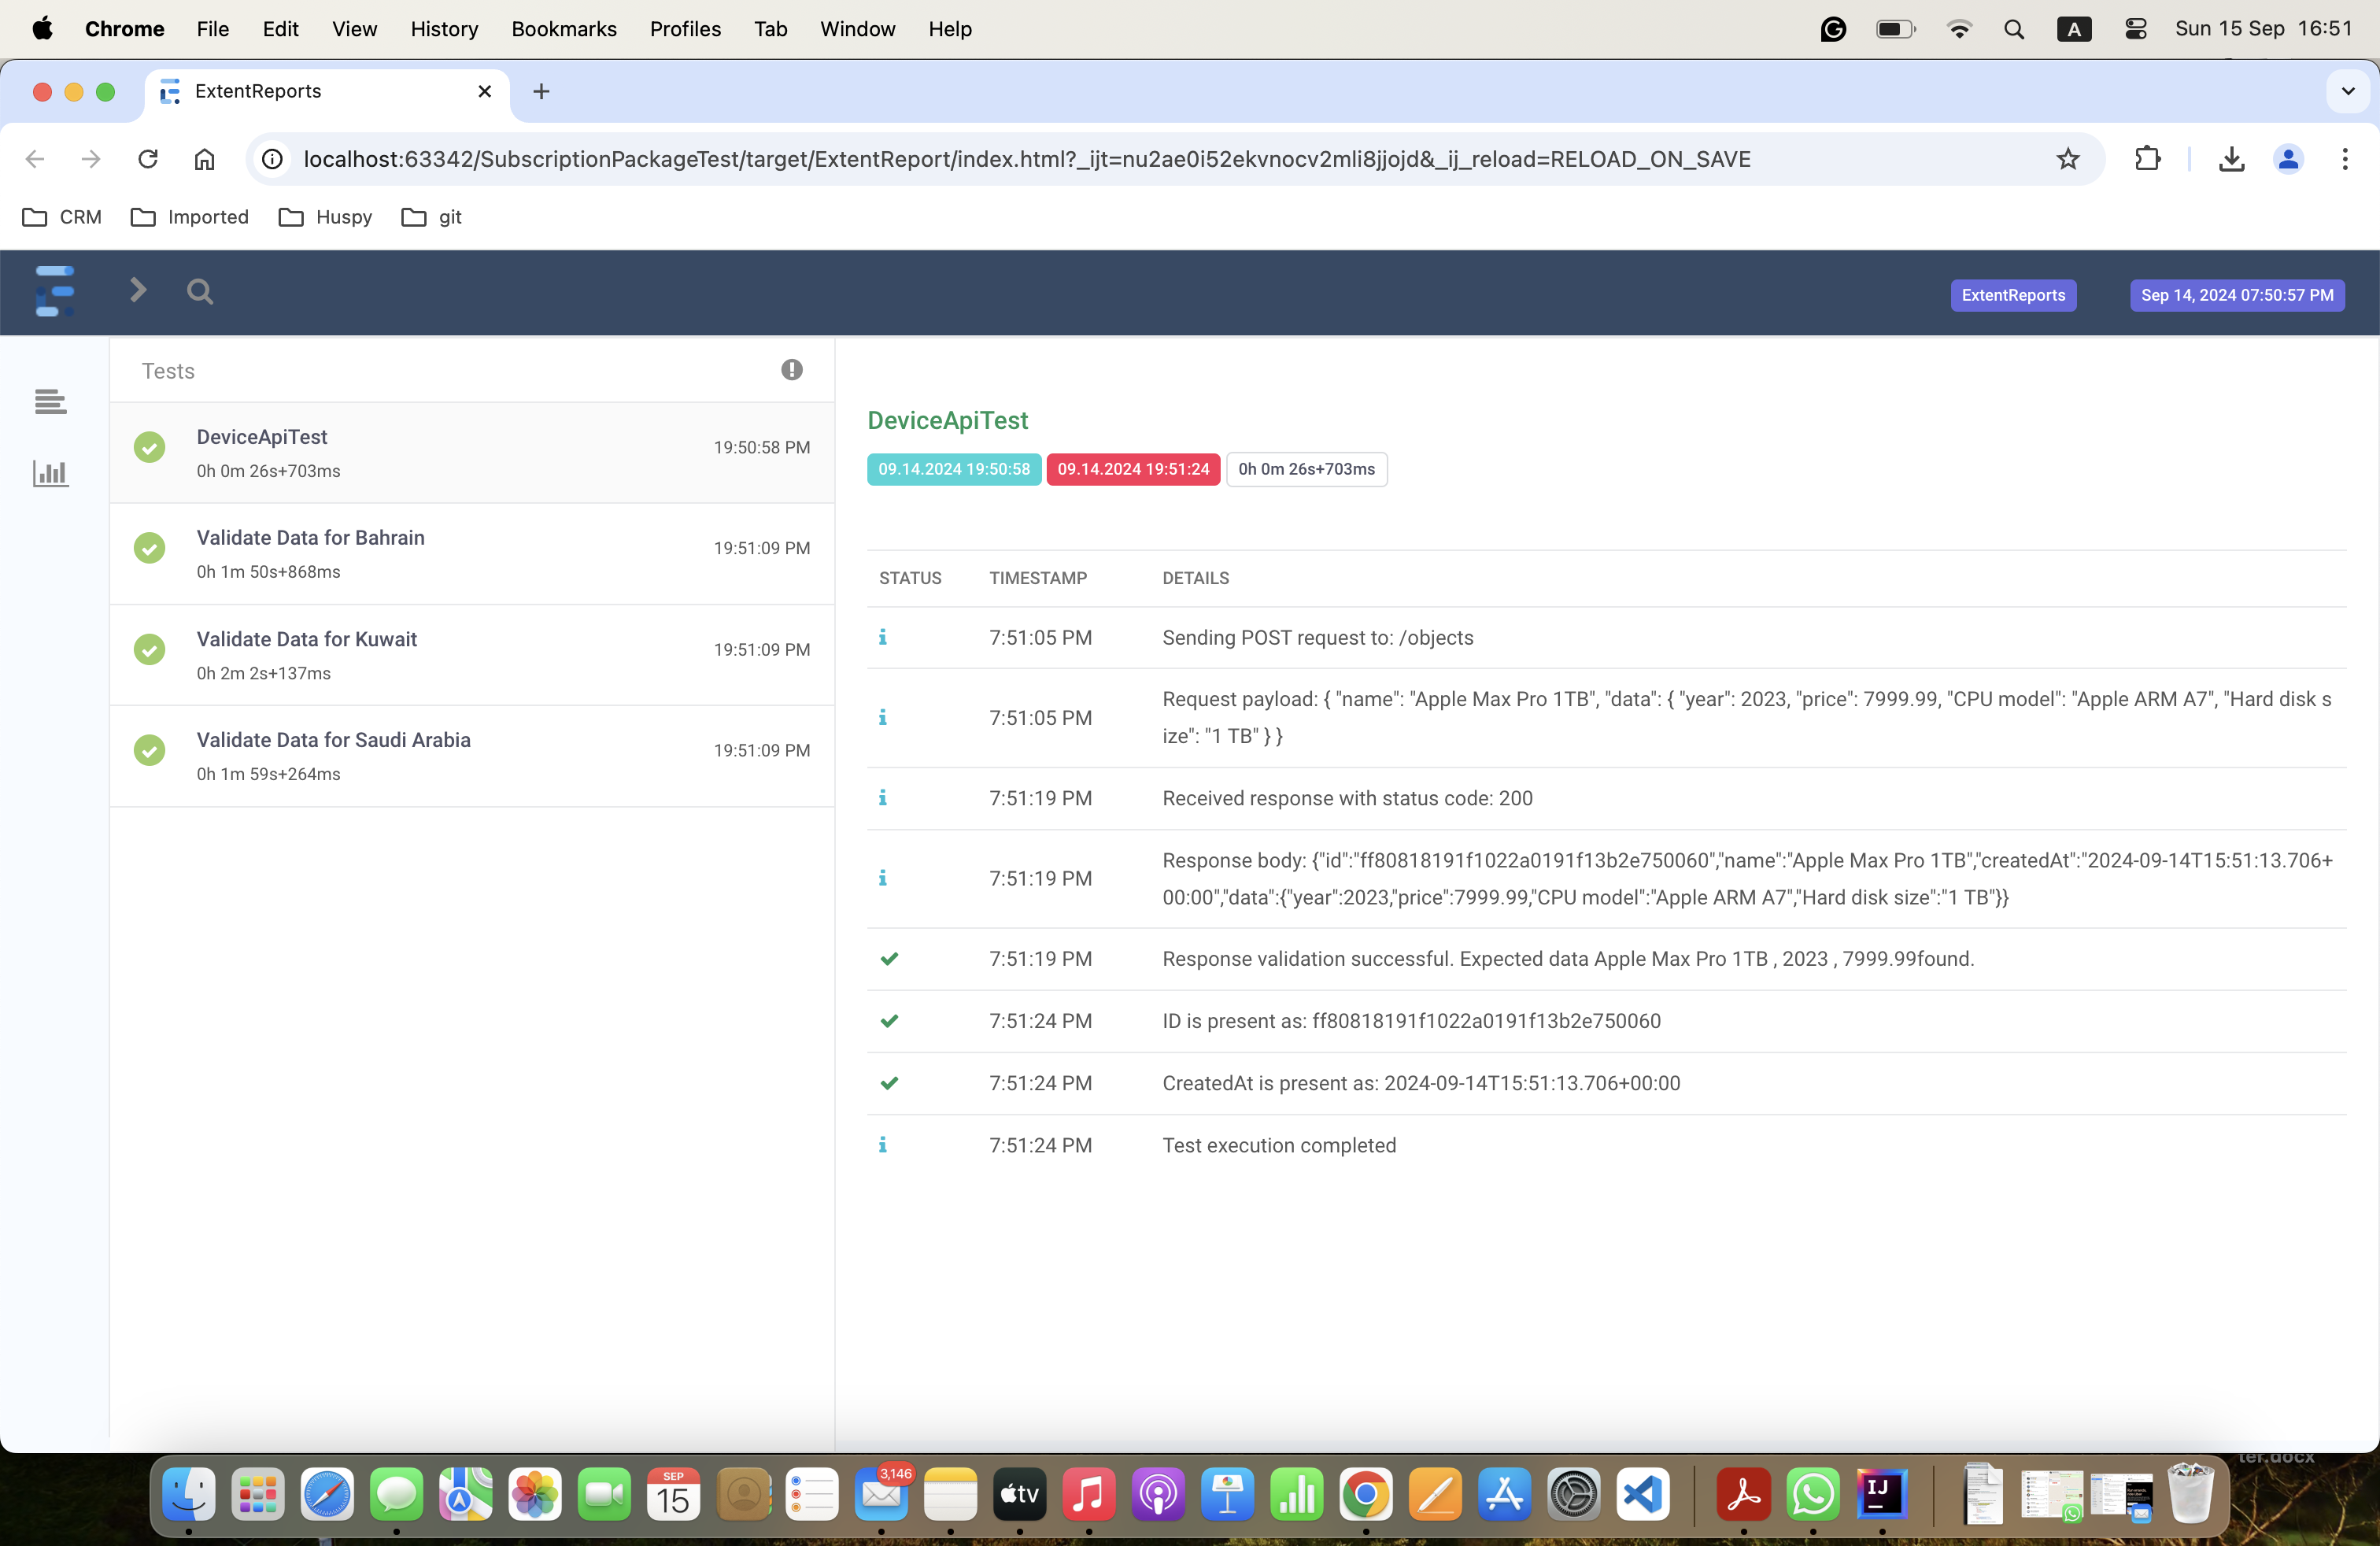 Chrome File Edit View History Bookmarks Profiles Tab Window Help A Sun 15 Sep 16:51
ExtentReports
localhost:63342/SubscriptionPackageTest/target/ExtentReport/index.html?_ijt=nu2ae0i52ekvnocv2mli8jjojd&_ij_reload=RELOAD_ON_SAVE
CRM Imported Huspy git
ExtentReports Sep 14, 2024 07:50:57 PM
Tests
DeviceApiTest
19:50:58 PM
0h 0m 26s+703ms
Validate Data for Bahrain
19:51:09 PM
0h 1m 50s+868ms
Validate Data for Kuwait
19:51:09 PM
0h 2m 2s+137ms
Validate Data for Saudi Arabia
19:51:09 PM
0h 1m 59s+264ms
DeviceApiTest
09.14.2024 19:50:58 09.14.2024 19:51:24 0h 0m 26s+703ms
STATUS TIMESTAMP DETAILS
7:51:05 PM Sending POST request to: /objects
7:51:05 PM Request payload: { "name": "Apple Max Pro 1TB", "data": { "year": 2023, "price": 7999.99, "CPU model": "Apple ARM A7", "Hard disk s
ize": "1 TB" } }
7:51:19 PM Received response with status code: 200
7:51:19 PM Response body: {"id":"ff80818191f1022a0191f13b2e750060","name":"Apple Max Pro 1TB","createdAt":"2024-09-14T15:51:13.706+
00:00","data":{"year":2023,"price":7999.99,"CPU model":"Apple ARM A7","Hard disk size":"1 TB"}}
7:51:19 PM Response validation successful. Expected data Apple Max Pro 1TB , 2023 , 7999.99found.
7:51:24 PM ID is present as: ff80818191f1022a0191f13b2e750060
7:51:24 PM CreatedAt is present as: 2024-09-14T15:51:13.706+00:00
7:51:24 PM Test execution completed
ter.docx
SEP
15
3,146
tv
IJ